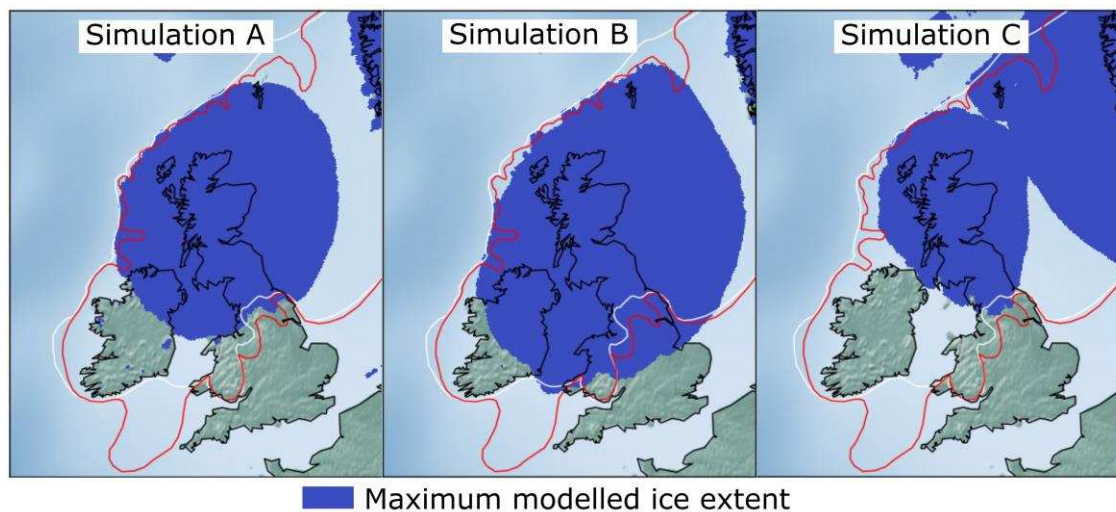 Simulation A
Simulation B
Simulation C
Maximum modelled ice extent